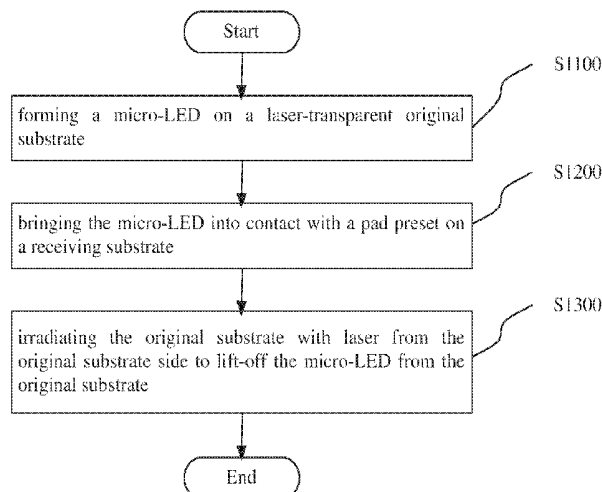 Start
S1100
forming a micro-LED on a laser-transparent original
substrate
S1200
bringing the micro-LED into contact with a pad preset on
a receiving substrate
S1300
irradiating the original substrate with laser from the
original substrate side to lift-off the micro-LED from the
original substrate
End